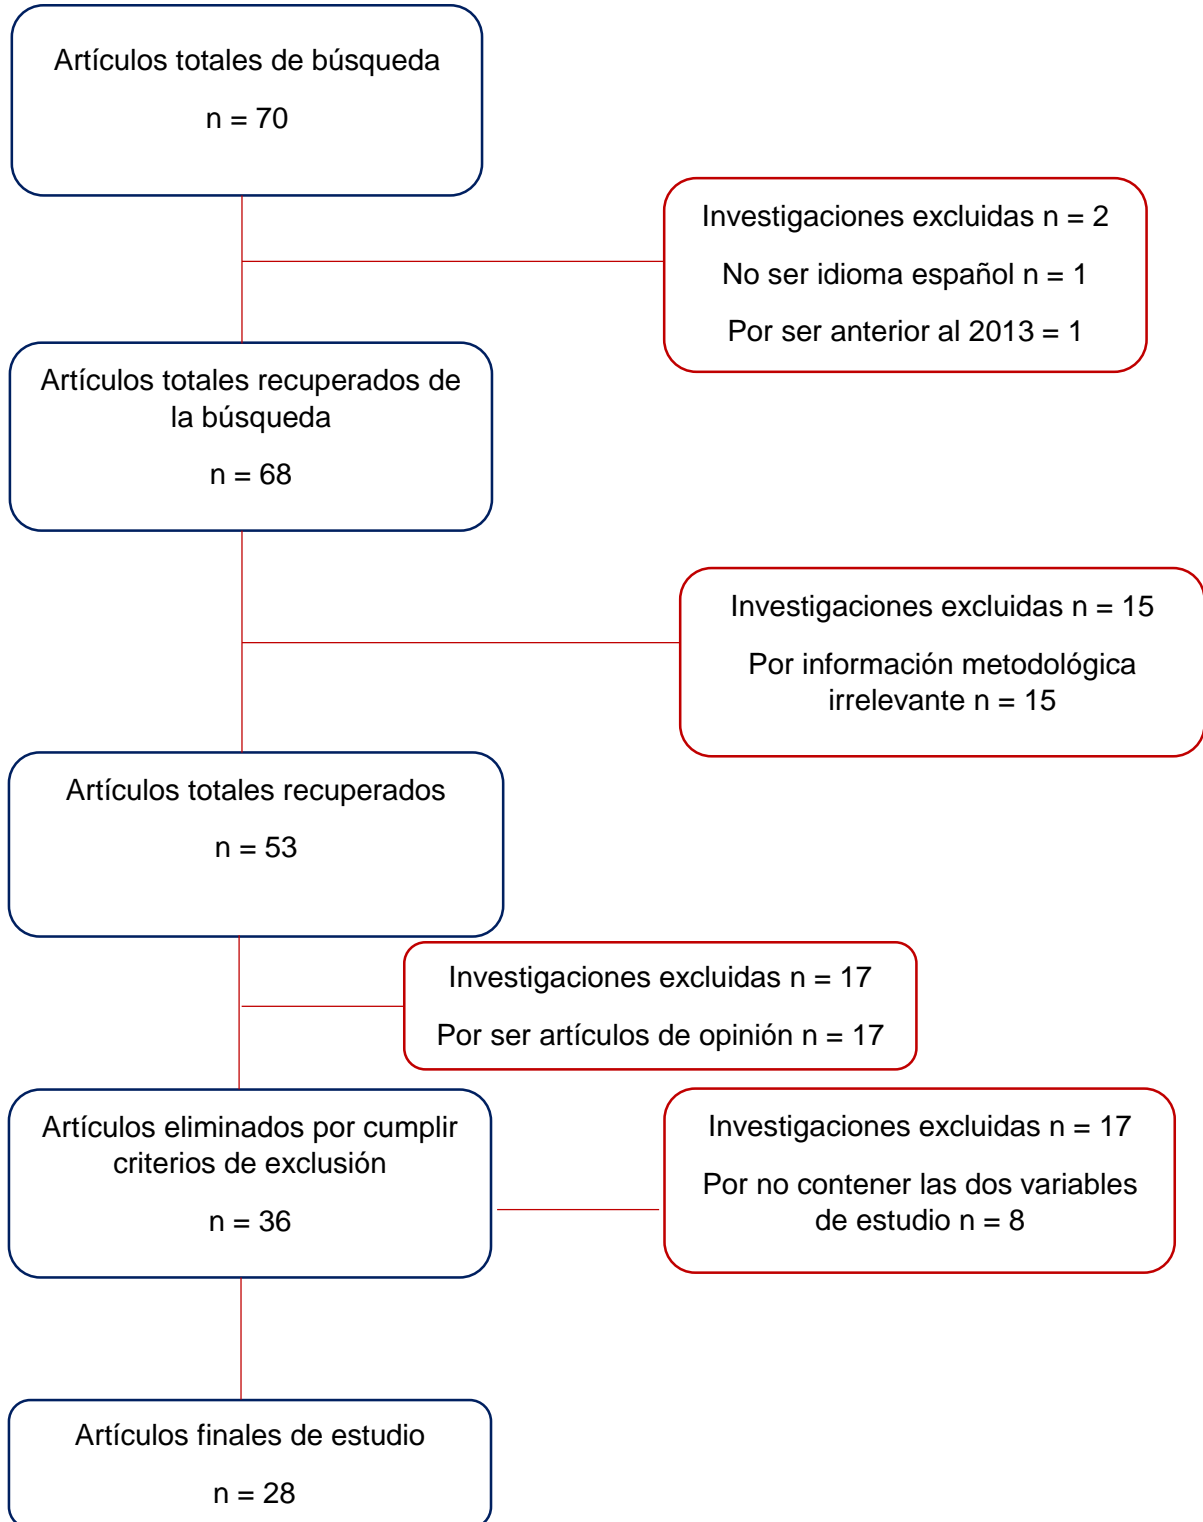 Artículos totales de búsqueda
n = 70
Investigaciones excluidas n = 2
No ser idioma español n = 1
Por ser anterior al 2013 = 1
Artículos totales recuperados de
la búsqueda
n = 68
Investigaciones excluidas n = 15
Por información metodológica
irrelevante n = 15
Artículos totales recuperados
n = 53
Investigaciones excluidas n = 17
Por ser artículos de opinión n = 17
Artículos eliminados por cumplir
criterios de exclusión
n = 36
Investigaciones excluidas n = 17
Por no contener las dos variables
de estudio n = 8
Artículos finales de estudio
n = 28